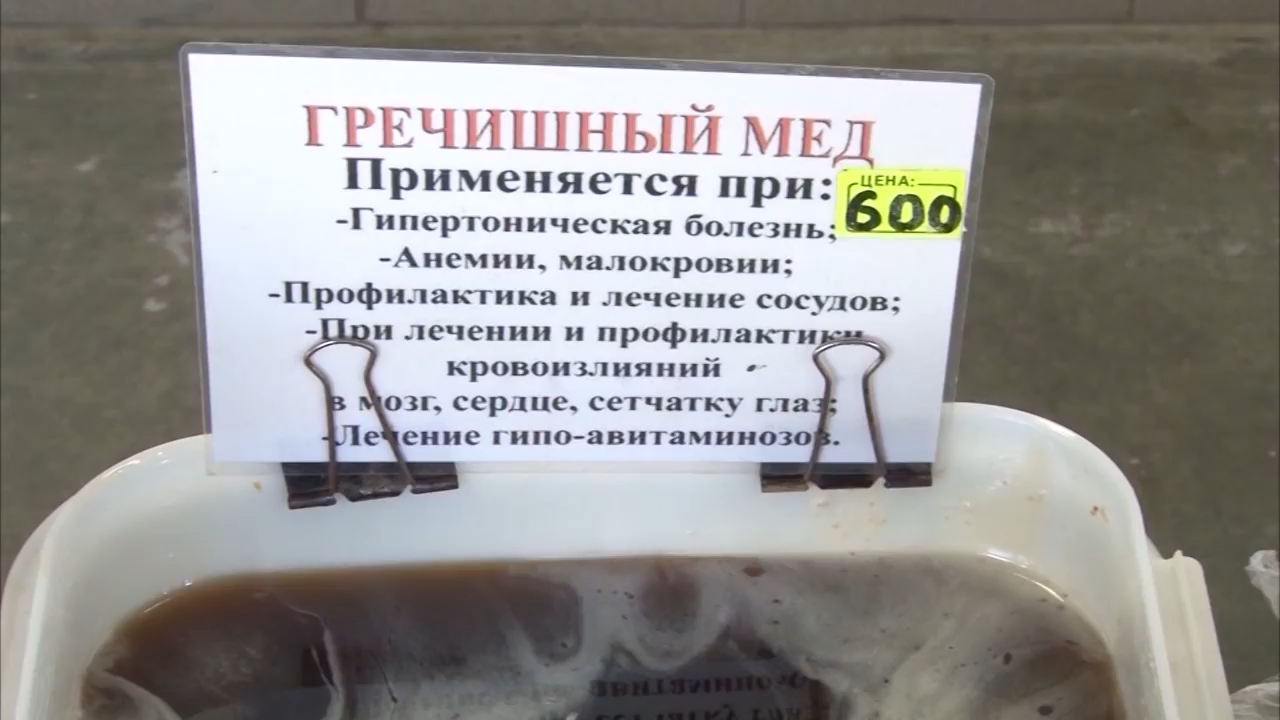 ГРЕЧИШНЫЙ МЕД
Применяется при:
ЦЕНА:
600
-Гипертоническая болезнь;
-Анемии, малокровии;
-Профилактика и лечение сосудов;
-При лечении и профилактики
кровоизлияний
в мозг, сердце, сетчатку глаз;
-Лечение гипо-авитаминозов.